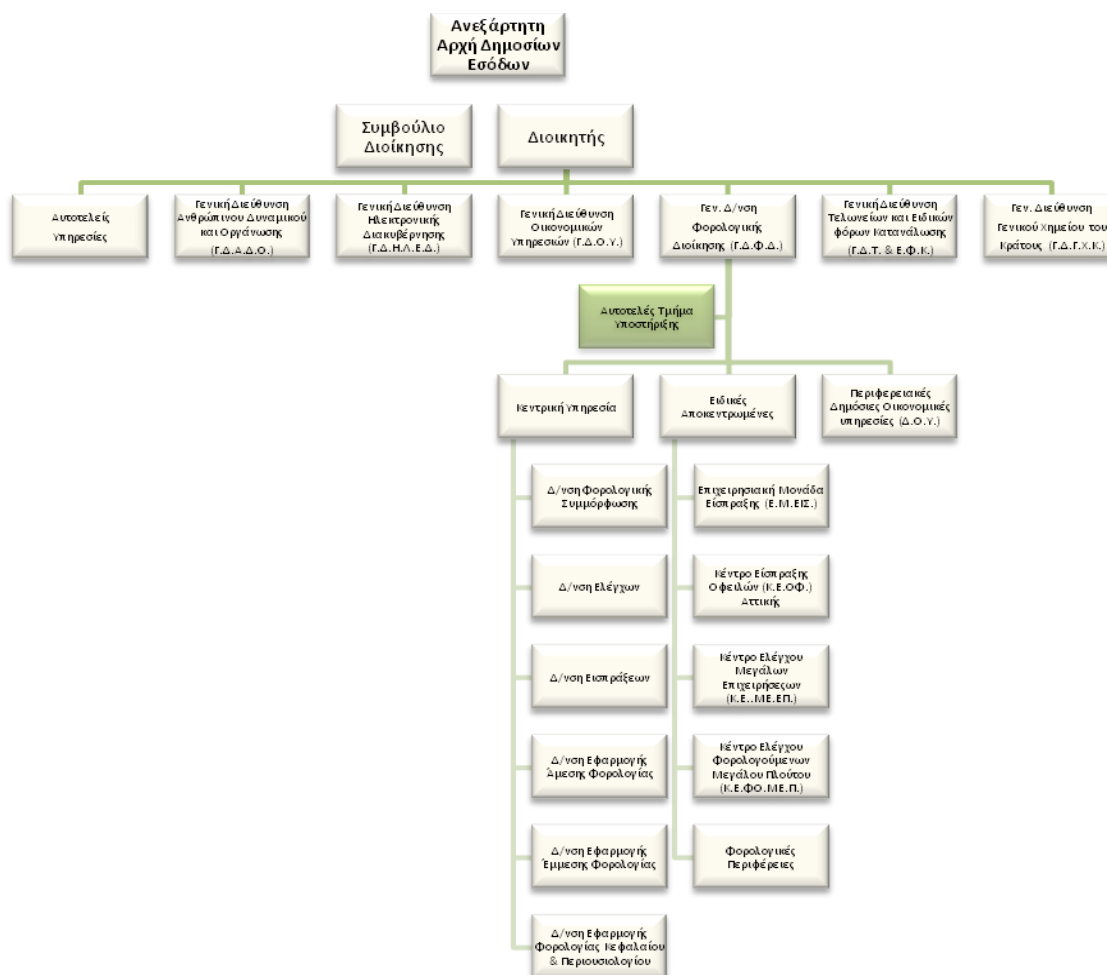 Ανεξάρτητη
Αρχή Δημοσίων
Εσόδων
Συμβούλιο
Διοίκησης
Διοικητής
Αυτοτελείς
Υπηρεσίες
Γενική Διεύθυνση
Ανθρώπινου Δυναμικού
και Οργάνωσης
(Γ.Δ.Α.Δ.Ο.)
Γενική Διεύθυνση
Ηλεκτρονικής
Διακυβέρνησης
(Γ.Δ.ΗΛ.Ε.Δ.)
Γενική Διεύθυνση
Οικονομικών
Υπηρεσιών (Γ.Δ.Ο.Υ.)
Γεν. Δ/νση
Φορολογικής
Διοίκησης (Γ.Δ.Φ.Δ.)
Γενική Διεύθυνση
Τελωνείων και Ειδικών
φόρων Κατανάλωσης
(Γ.Δ.Τ. & Ε.Φ.Κ.)
Γεν. Διεύθυνση
Γενικού Χημείου του
Κράτους (Γ.Δ.Γ.Χ.Κ.)
Αυτοτελές Τμήμα
Υποστήριξης
Κεντρική Υπηρεσία
Ειδικές
Αποκεντρωμένες
Περιφερειακές
Δημόσιες Οικονομικές
υπηρεσίες (Δ.Ο.Υ.)
Δ/νση Φορολογικής
Συμμόρφωσης
Δ/νση Ελέγχων
Δ/νση Εισπράξεων
Δ/νση Εφαρμογής
Άμεσης Φορολογίας
Δ/νση Εφαρμογής
Έμμεσης Φορολογίας
Δ/νση Εφαρμογής
Φορολογίας Κεφαλαίου
& Περιουσιολογίου
Επιχειρησιακή Μονάδα
Είσπραξης (Ε.Μ.ΕΙΣ.)
Κέντρο Είσπραξης
Οφειλών (Κ.Ε.ΟΦ.)
Αττικής
Κέντρο Ελέγχου
Μεγάλων
Επιχειρήσεςων
(Κ.Ε..ΜΕ.ΕΠ.)
Κέντρο Ελέγχου
Φορολογούμενων
Μεγάλου Πλούτου
(Κ.Ε.ΦΟ.ΜΕ.Π.)
Φορολογικές
Περιφέρειες